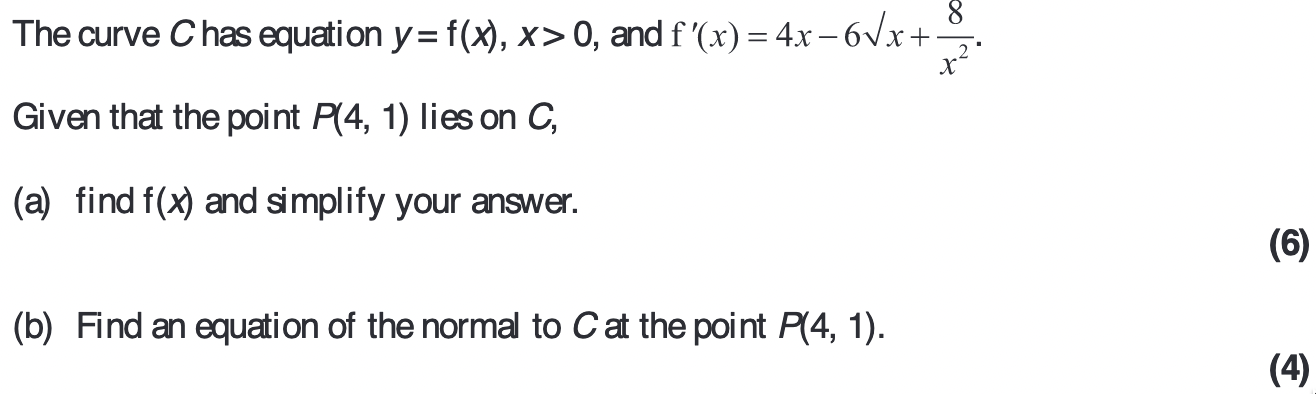 The curve C has equation y = f(x), x > 0, and f ′(x) = 4x − 6√x + 8/x².
Given that the point P(4, 1) lies on C,
(a) find f(x) and simplify your answer.
(6)
(b) Find an equation of the normal to C at the point P(4, 1).
(4)